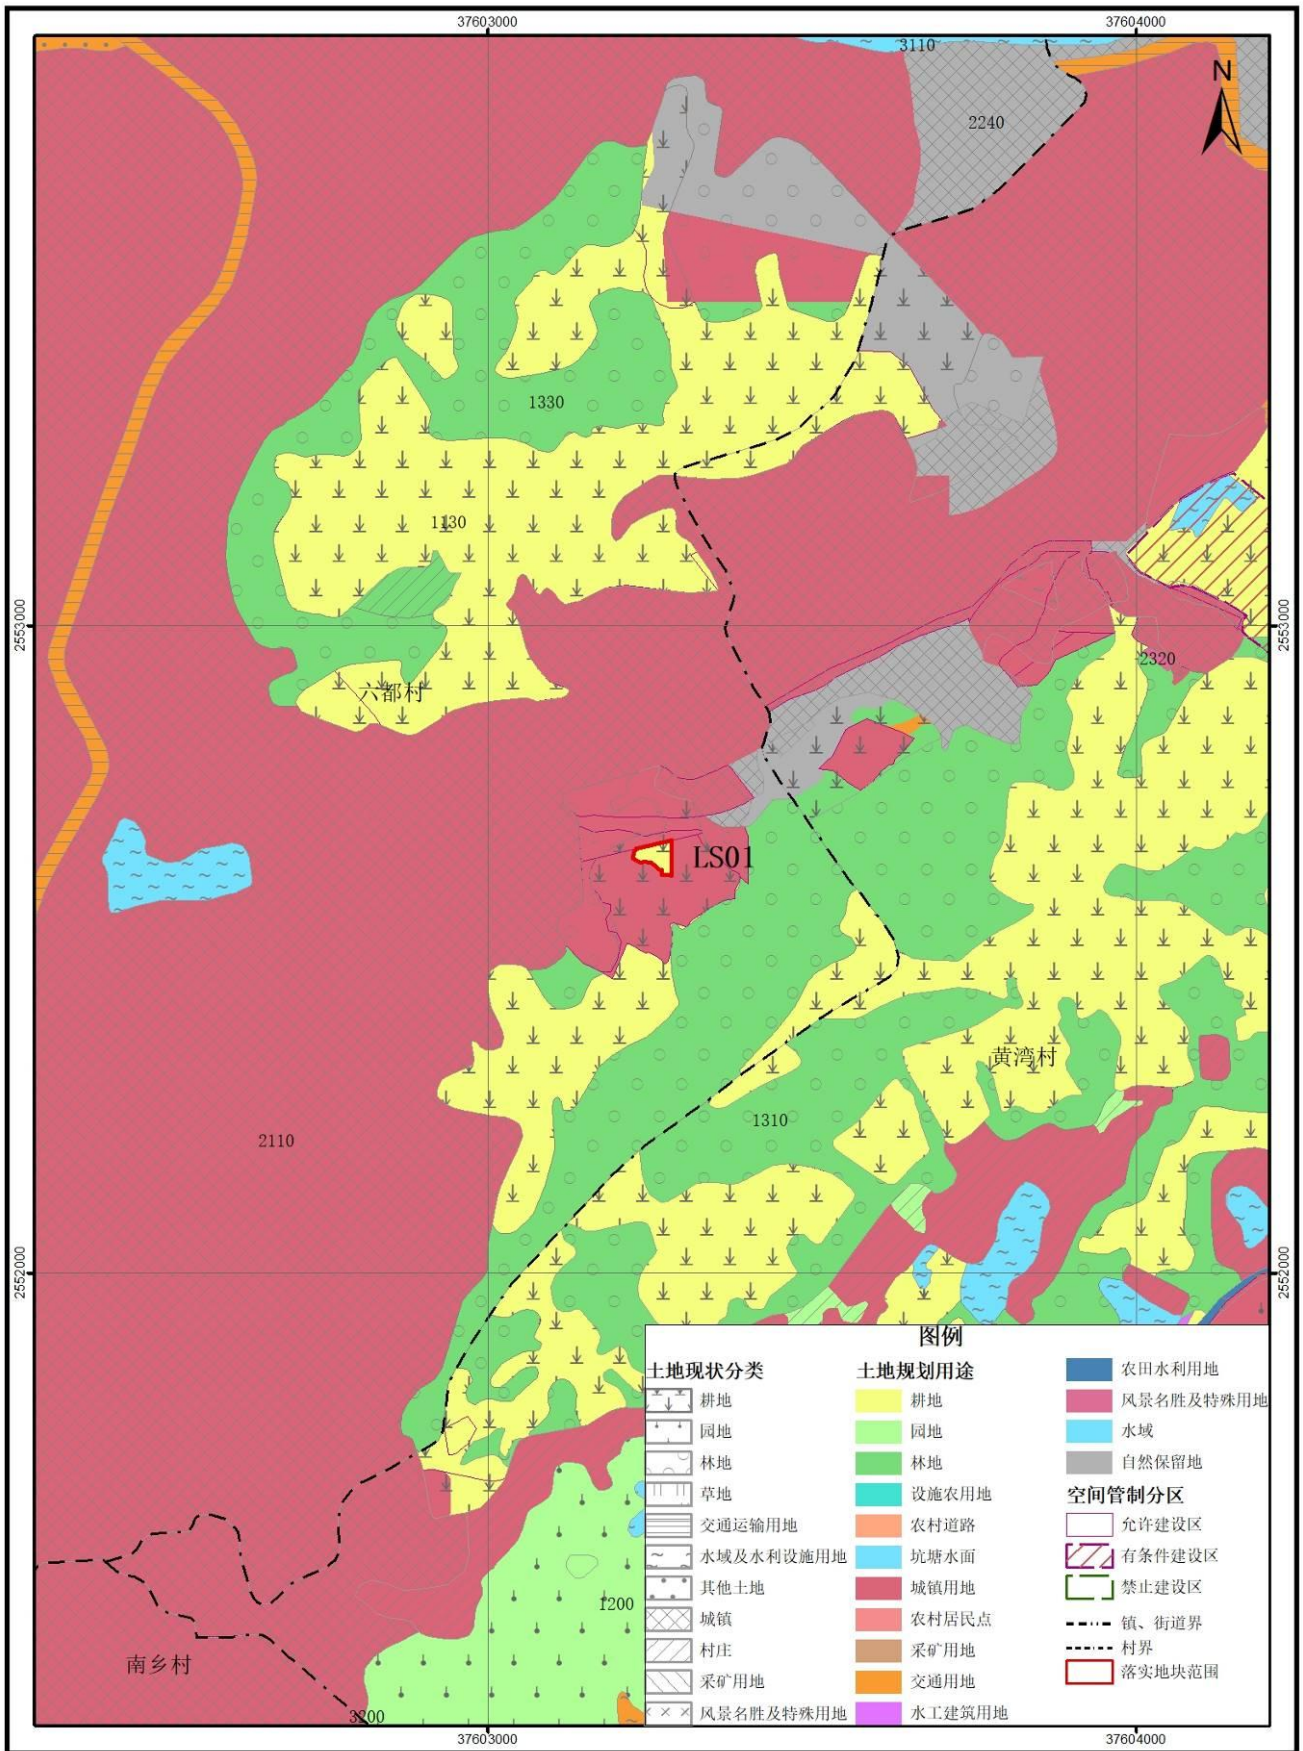 37603000
37604000
3110
N
2240
1330
1130
2553000
2553000
2320
六都村
LS01
黄湾村
1310
2110
2552000
2552000
图例
土地现状分类
耕地
园地
林地
草地
交通运输用地
水域及水利设施用地
其他土地
城镇
村庄
采矿用地
风景名胜及特殊用地
土地规划用途
耕地
园地
林地
设施农用地
农村道路
坑塘水面
城镇用地
农村居民点
采矿用地
交通用地
水工建筑用地
农田水利用地
风景名胜及特殊用地
水域
自然保留地
空间管制分区
允许建设区
有条件建设区
禁止建设区
镇、街道界
村界
落实地块范围
1200
南乡村
3200
37603000
37604000